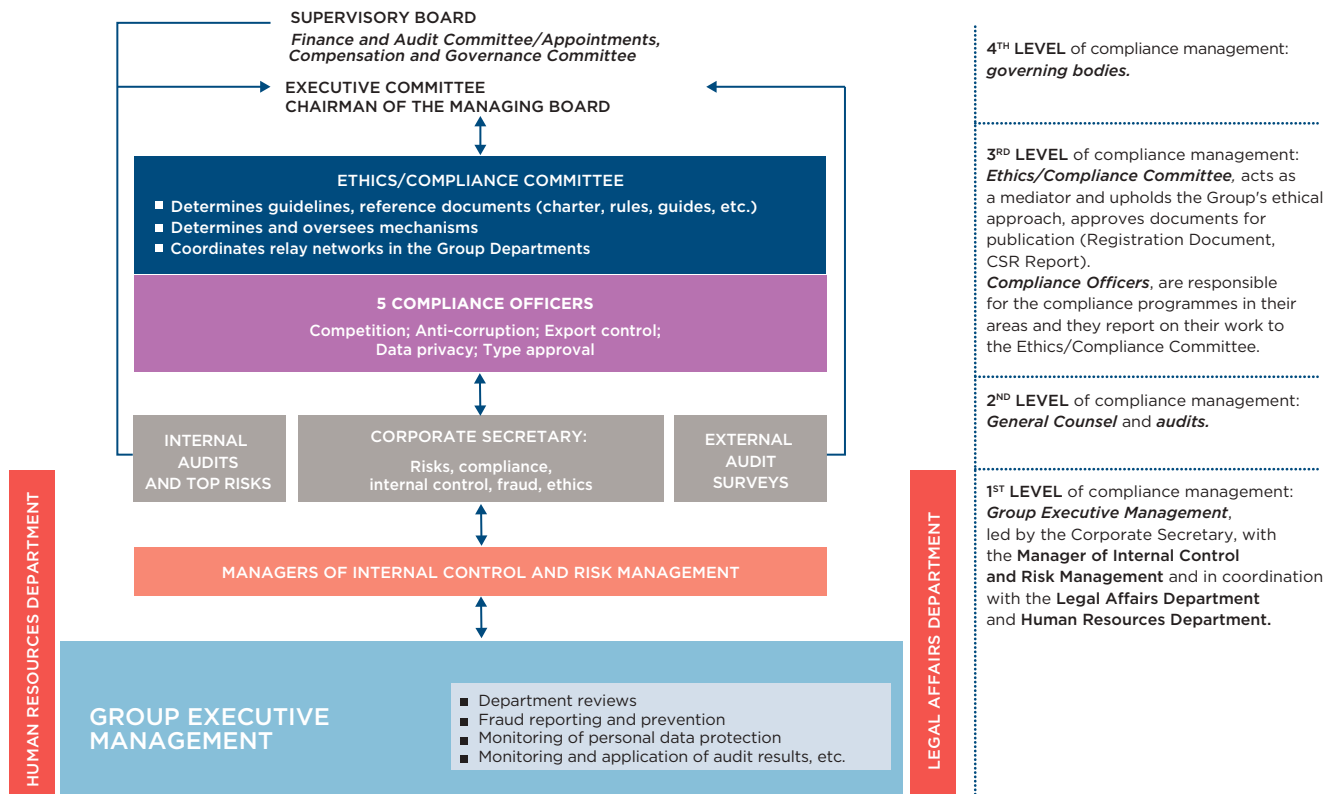 SUPERVISORY BOARD
Finance and Audit Committee/Appointments,
Compensation and Governance Committee
EXECUTIVE COMMITTEE
CHAIRMAN OF THE MANAGING BOARD
ETHICS/COMPLIANCE COMMITTEE
■ Determines guidelines, reference documents (charter, rules, guides, etc.)
■ Determines and oversees mechanisms
■ Coordinates relay networks in the Group Departments
5 COMPLIANCE OFFICERS
Competition; Anti-corruption; Export control;
Data privacy; Type approval
INTERNAL
AUDITS
AND TOP RISKS
CORPORATE SECRETARY:
Risks, compliance,
internal control, fraud, ethics
EXTERNAL
AUDIT
SURVEYS
MANAGERS OF INTERNAL CONTROL AND RISK MANAGEMENT
HUMAN RESOURCES DEPARTMENT
GROUP EXECUTIVE
MANAGEMENT
■ Department reviews
■ Fraud reporting and prevention
■ Monitoring of personal data protection
■ Monitoring and application of audit results, etc.
LEGAL AFFAIRS DEPARTMENT
4TH LEVEL of compliance management:
governing bodies.
3RD LEVEL of compliance management:
Ethics/Compliance Committee, acts as
a mediator and upholds the Group's ethical
approach, approves documents for
publication (Registration Document,
CSR Report).
Compliance Officers, are responsible
for the compliance programmes in their
areas and they report on their work to
the Ethics/Compliance Committee.
2ND LEVEL of compliance management:
General Counsel and audits.
1ST LEVEL of compliance management:
Group Executive Management,
led by the Corporate Secretary, with
the Manager of Internal Control
and Risk Management and in coordination
with the Legal Affairs Department
and Human Resources Department.